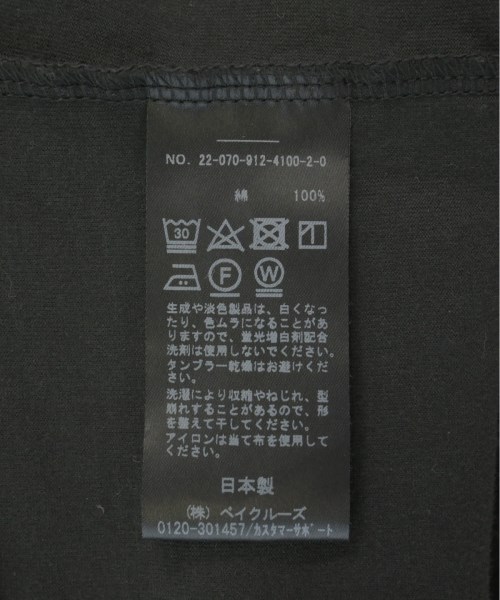 NO. 22-070-912-4100-2-0
綿 100%
30
F W
生成や淡色製品は、白くなっ
たり、色ムラになることがあ
りますので、蛍光増白剤配合
洗剤は使用しないでください。
タンブラー乾燥はお避けくだ
さい。
洗濯により収縮やねじれ、型
崩れすることがあるので、形
を整えて干してください。
アイロンは当て布を使用して
ください。
日本製
(株) ベイクルーズ
0120-301457/カスタマーサポート